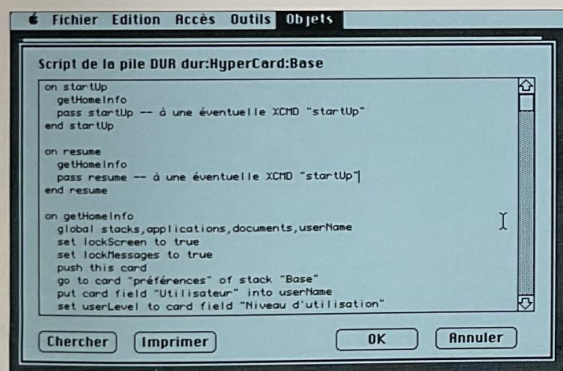 Fichier Edition Accès Outils Objets
Script de la pile DUR dur:HyperCard:Base
on startUp
getHomeInfo
pass startUp -- à une éventuelle XCMD "startUp"
end startUp
on resume
getHomeInfo
pass resume -- à une éventuelle XCMD "startUp"
end resume
on getHomeInfo
global stacks,applications,documents,userName
set lockScreen to true
set lockMessages to true
push this card
go to card "préférences" of stack "Base"
put card field "Utilisateur" into userName
set userLevel to card field "Niveau d'utilisation"
Chercher Imprimer OK Annuler